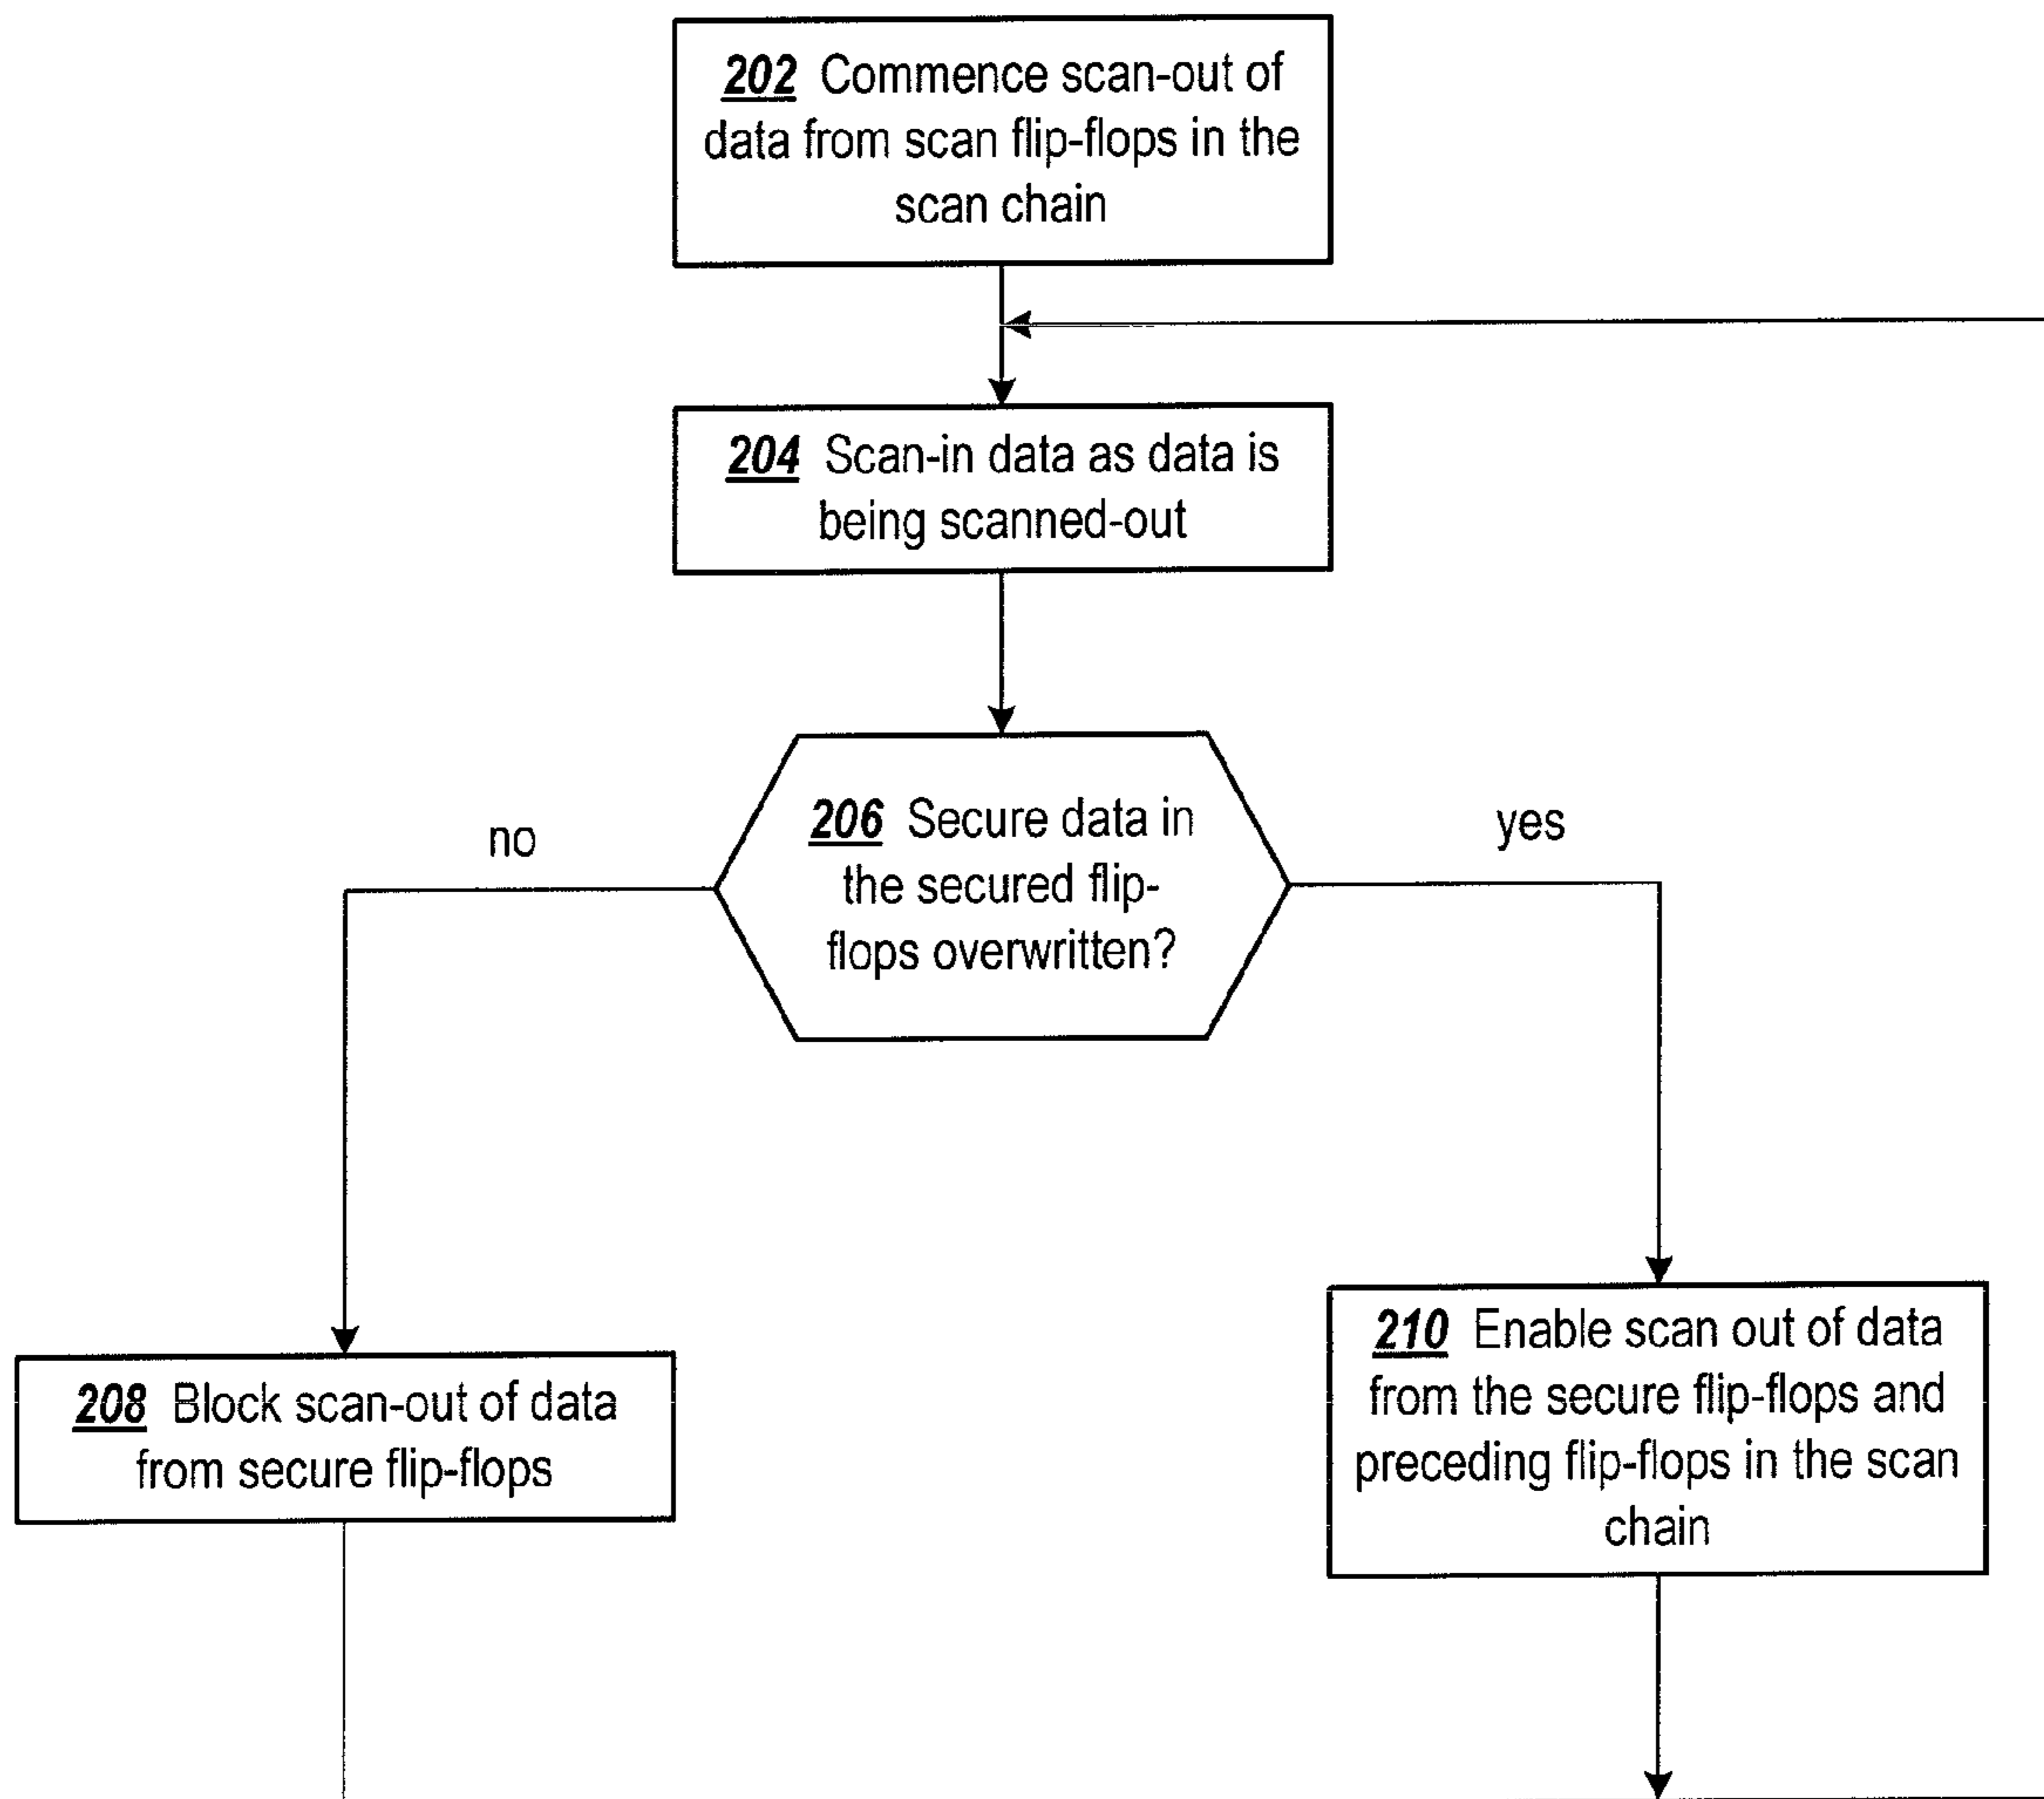 202 Commence scan-out of
data from scan flip-flops in the
scan chain
204 Scan-in data as data is
being scanned-out
206 Secure data in
the secured flip-
flops overwritten?
no
yes
208 Block scan-out of data
from secure flip-flops
210 Enable scan out of data
from the secure flip-flops and
preceding flip-flops in the scan
chain